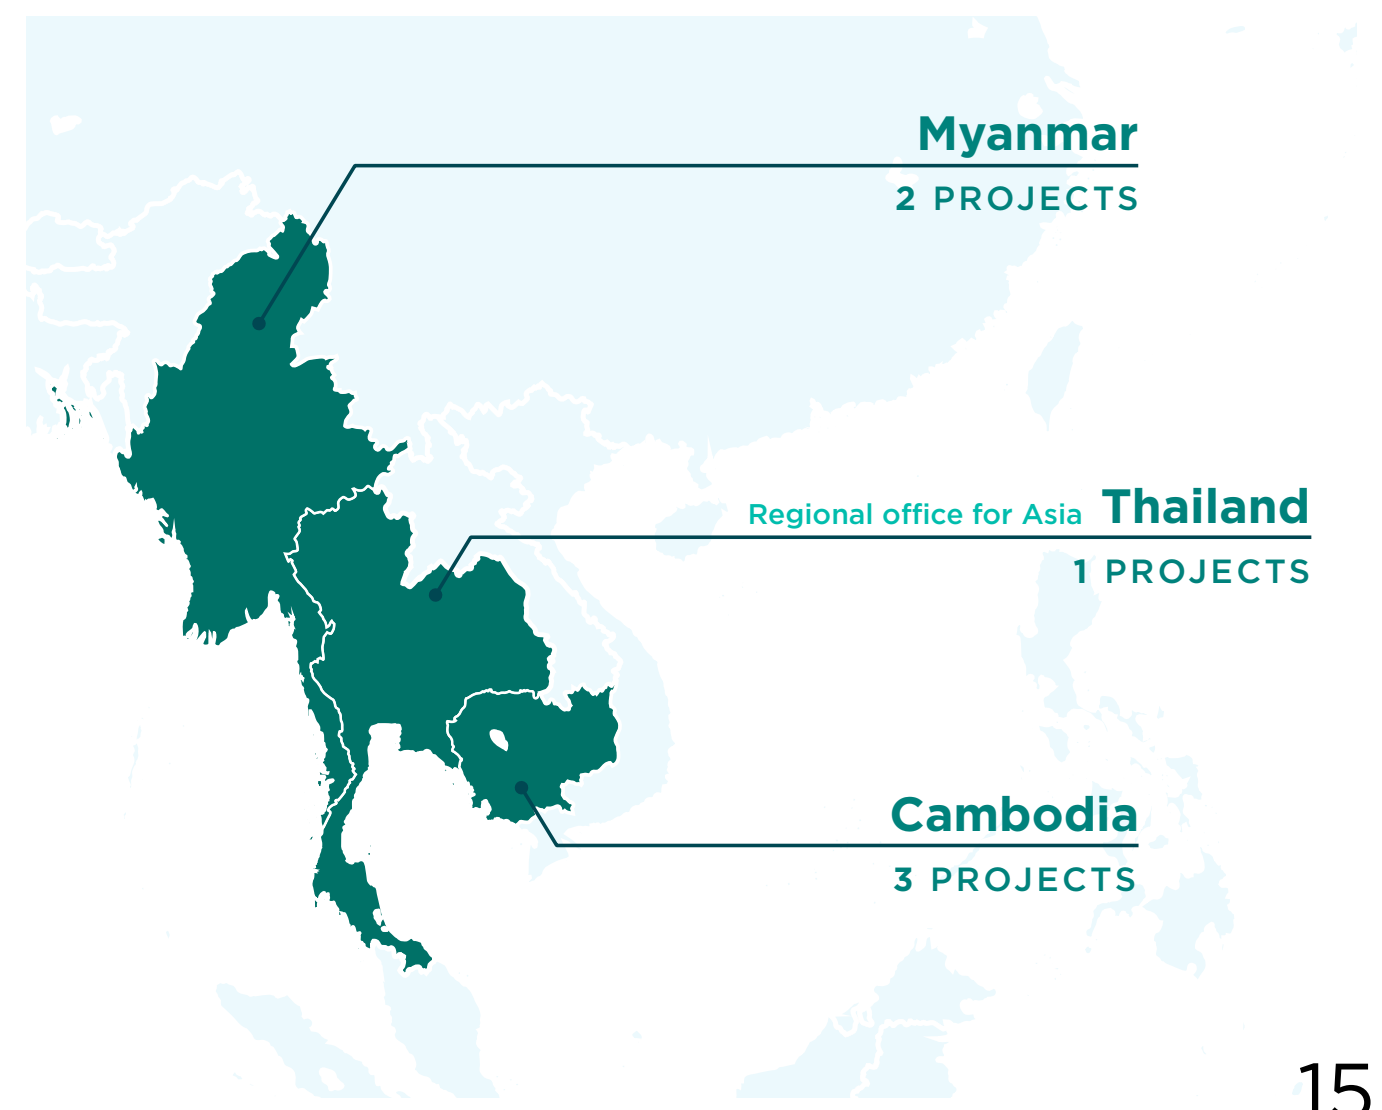 Myanmar
2 PROJECTS
Regional office for Asia Thailand
1 PROJECTS
Cambodia
3 PROJECTS
15